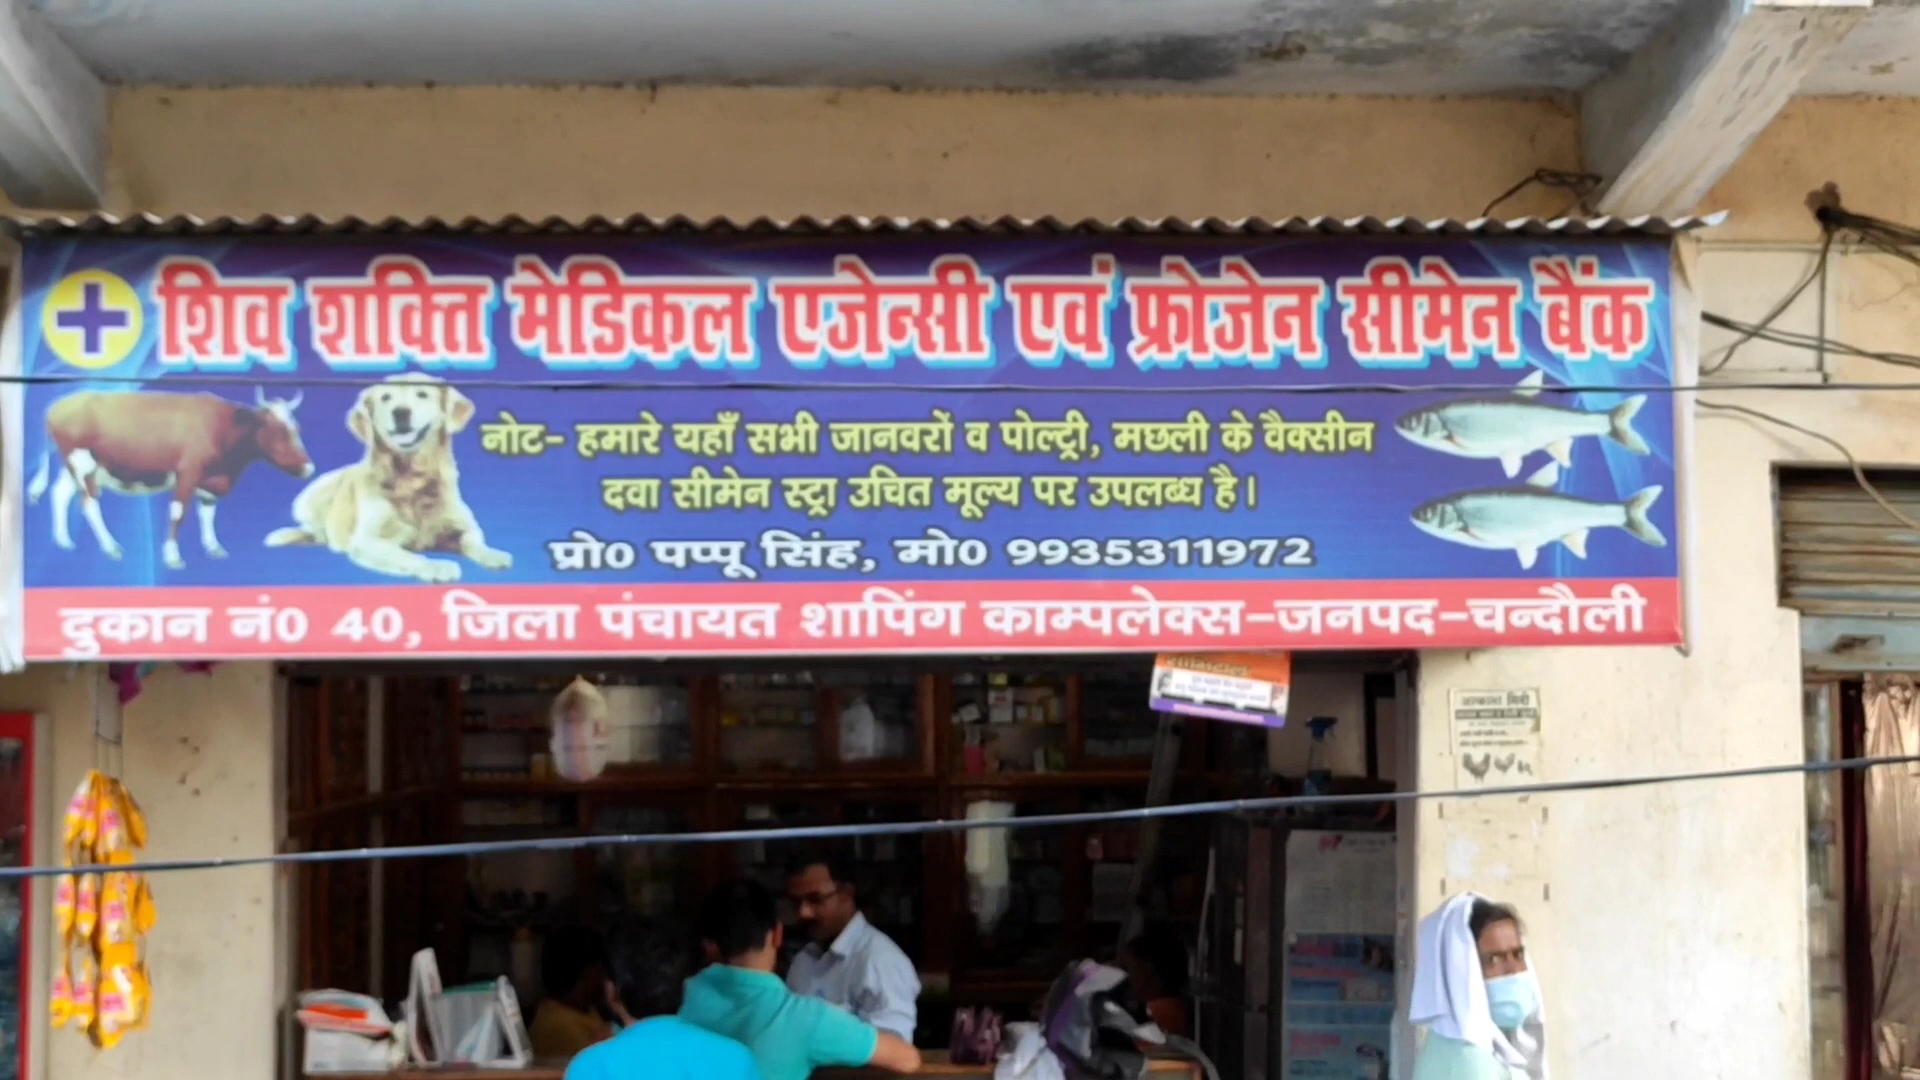 शिव शक्ति मेडिकल एजेन्सी एवं फ्रोजेन सीमेन बैंक
नोट- हमारे यहाँ सभी जानवरों व पोल्ट्री, मछली के वैक्सीन
दवा सीमेन स्ट्रा उचित मूल्य पर उपलब्ध है।
प्रो0 पप्पू सिंह, मो0 9935311972
दुकान नं0 40, जिला पंचायत शापिंग काम्पलेक्स-जनपद-चन्दौली